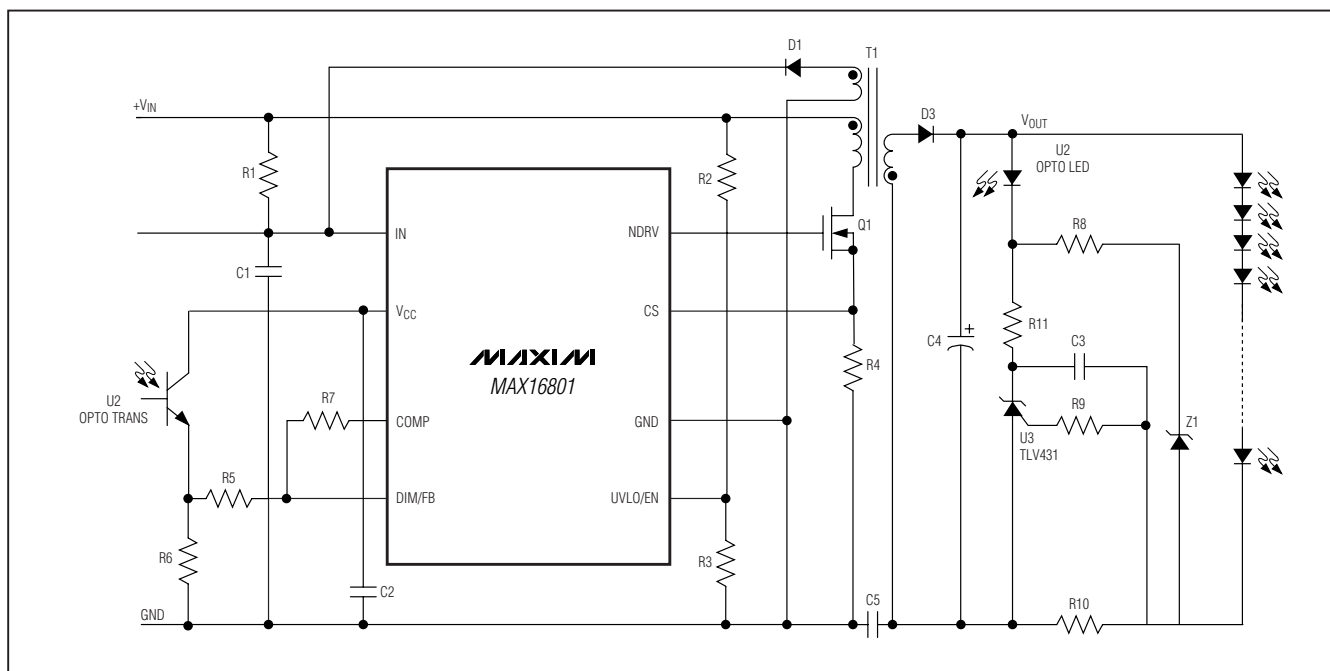 D1
T1
+VIN
D3
VOUT
U2
OPTO LED
R1
R2
Q1
R8
IN
NDRV
C1
VCC
CS
R11
C3
C4
+
R4
MAXIM
MAX16801
U2
OPTO TRANS
R7
COMP
GND
R9
Z1
U3
TLV431
R5
DIM/FB
UVLO/EN
R6
R3
C2
C5
R10
GND